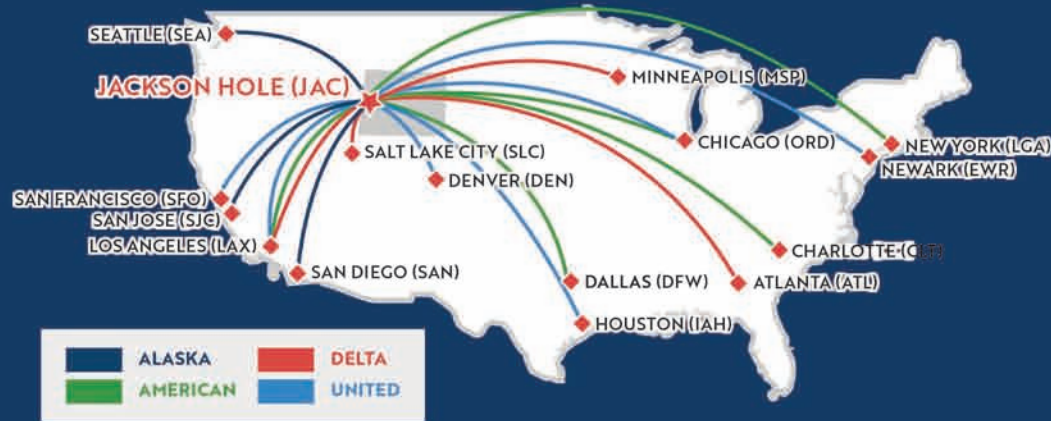 SEATTLE (SEA)
JACKSON HOLE (JAC)
MINNEAPOLIS (MSP)
CHICAGO (ORD)
NEW YORK (LGA)
SALT LAKE CITY (SLC)
NEWARK (EWR)
DENVER (DEN)
SAN FRANCISCO (SFO)
SAN JOSE (SJC)
LOS ANGELES (LAX)
CHARLOTTE (CLT)
SAN DIEGO (SAN)
DALLAS (DFW)
ATLANTA (ATL)
HOUSTON (IAH)
ALASKA
DELTA
AMERICAN
UNITED